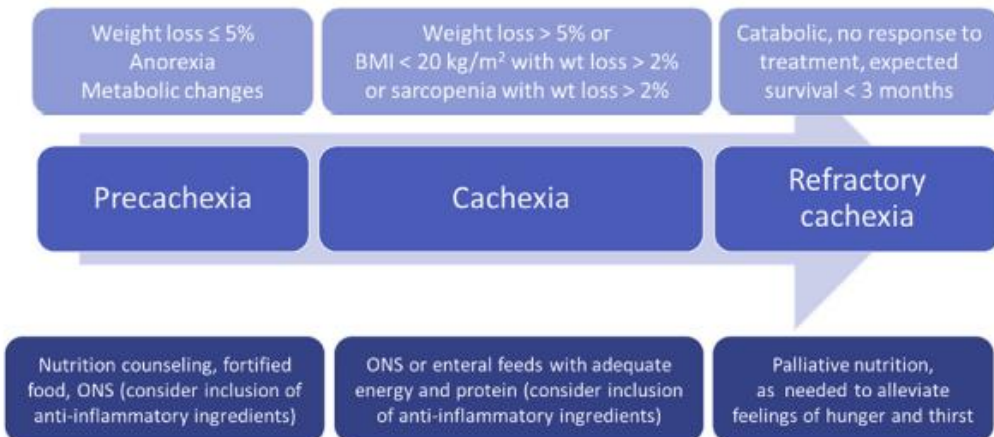 Weight loss ≤ 5%
Anorexia
Metabolic changes
Weight loss > 5% or
BMI < 20 kg/m² with wt loss > 2%
or sarcopenia with wt loss > 2%
Catabolic, no response to
treatment, expected
survival < 3 months
Precachexia
Cachexia
Refractory
cachexia
Nutrition counseling, fortified
food, ONS (consider inclusion of
anti-inflammatory ingredients)
ONS or enteral feeds with adequate
energy and protein (consider inclusion
of anti-inflammatory ingredients)
Palliative nutrition,
as needed to alleviate
feelings of hunger and thirst